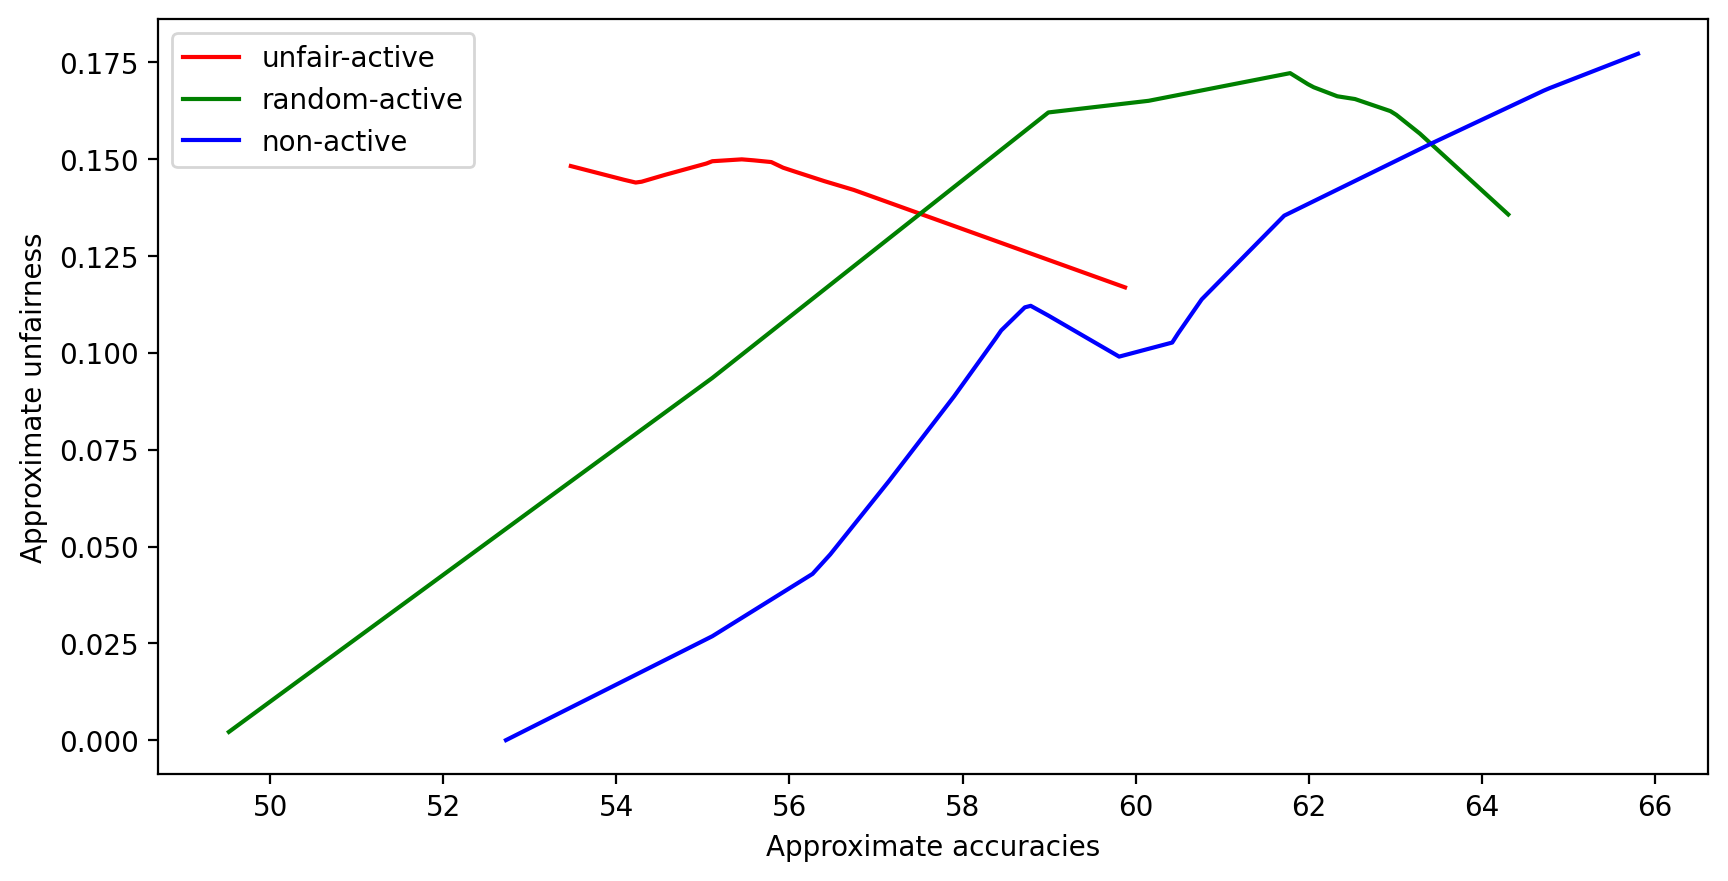 unfair-active
random-active
non-active
0.175
0.150
0.125
0.100
0.075
0.050
0.025
0.000
Approximate unfairness
50 52 54 56 58 60 62 64 66
Approximate accuracies